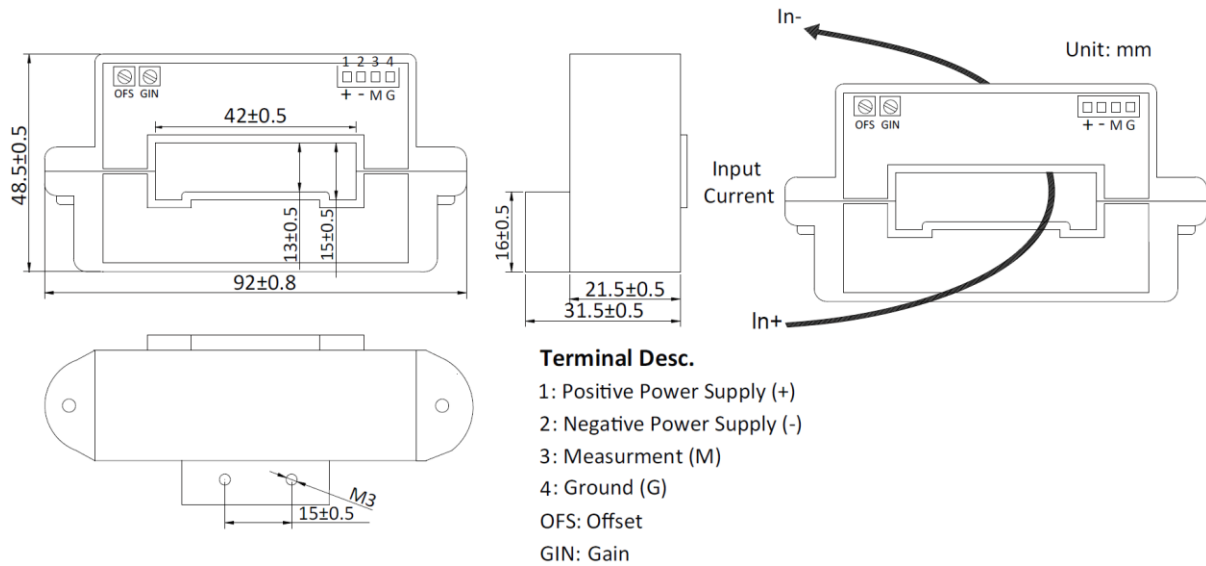 In-
Unit: mm
1 2 3 4
OFS GIN
+ - M G
42±0.5
48.5±0.5
13±0.5
15±0.5
92±0.8
16±0.5
21.5±0.5
31.5±0.5
Input
Current
OFS GIN
+ - M G
In+
M3
15±0.5
Terminal Desc.
1: Positive Power Supply (+)
2: Negative Power Supply (-)
3: Measurment (M)
4: Ground (G)
OFS: Offset
GIN: Gain